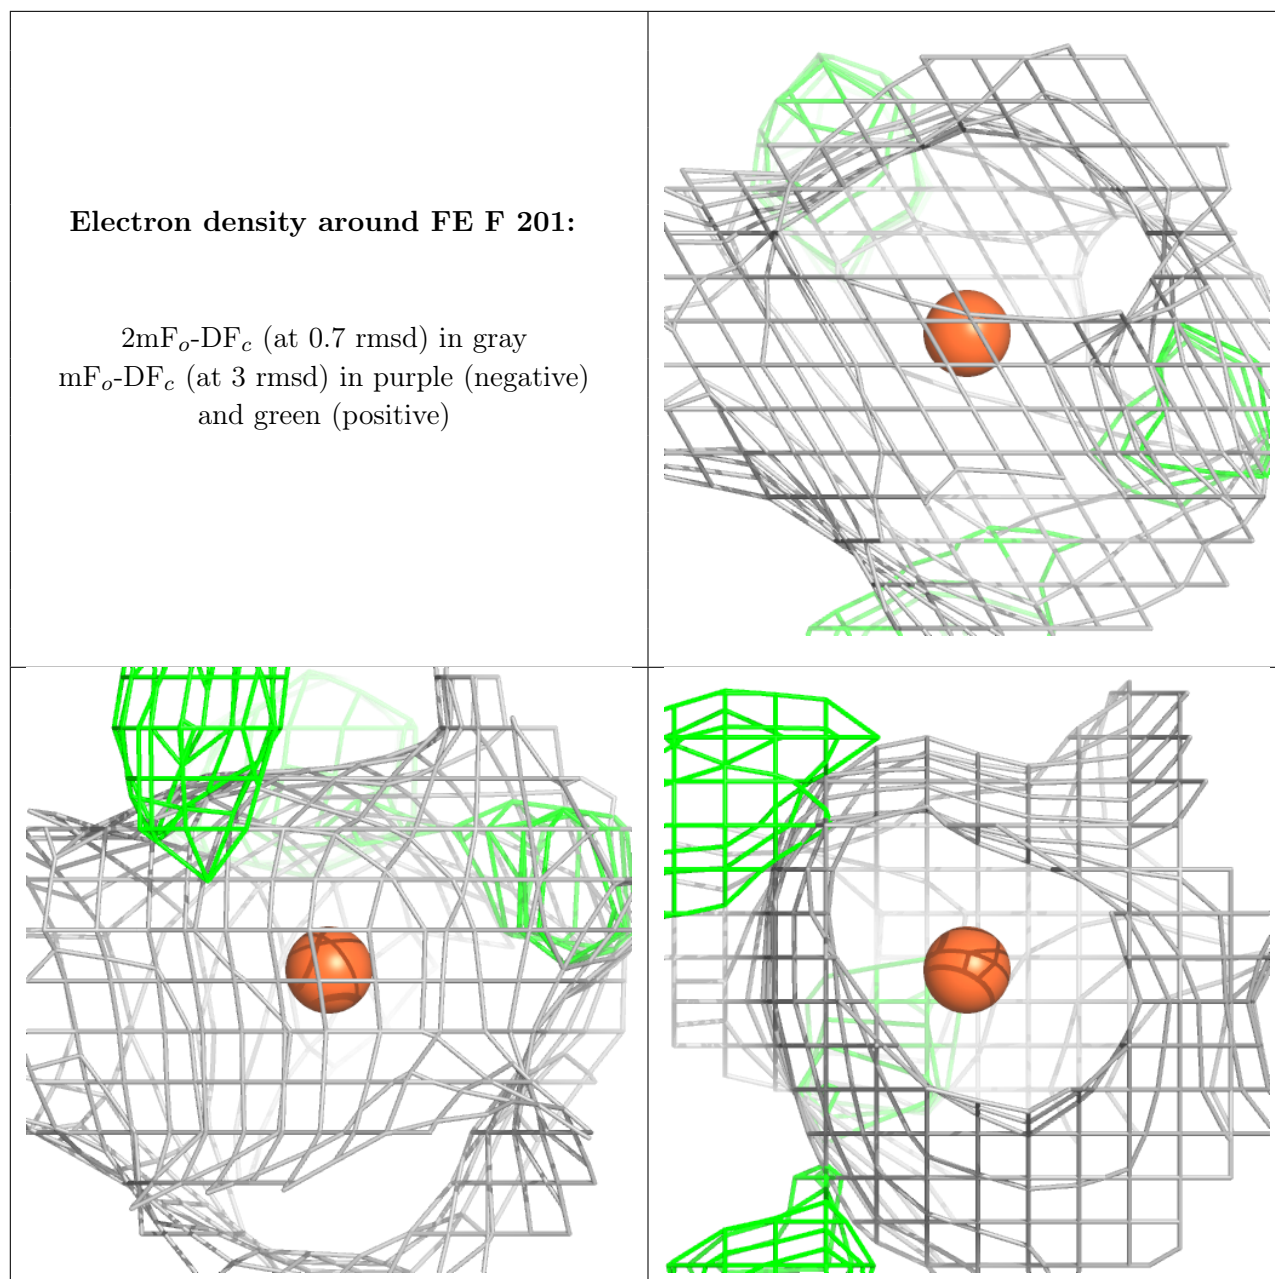 Electron density around FE F 201:
2mFₒ-DF𝒸 (at 0.7 rmsd) in gray
mFₒ-DF𝒸 (at 3 rmsd) in purple (negative)
and green (positive)